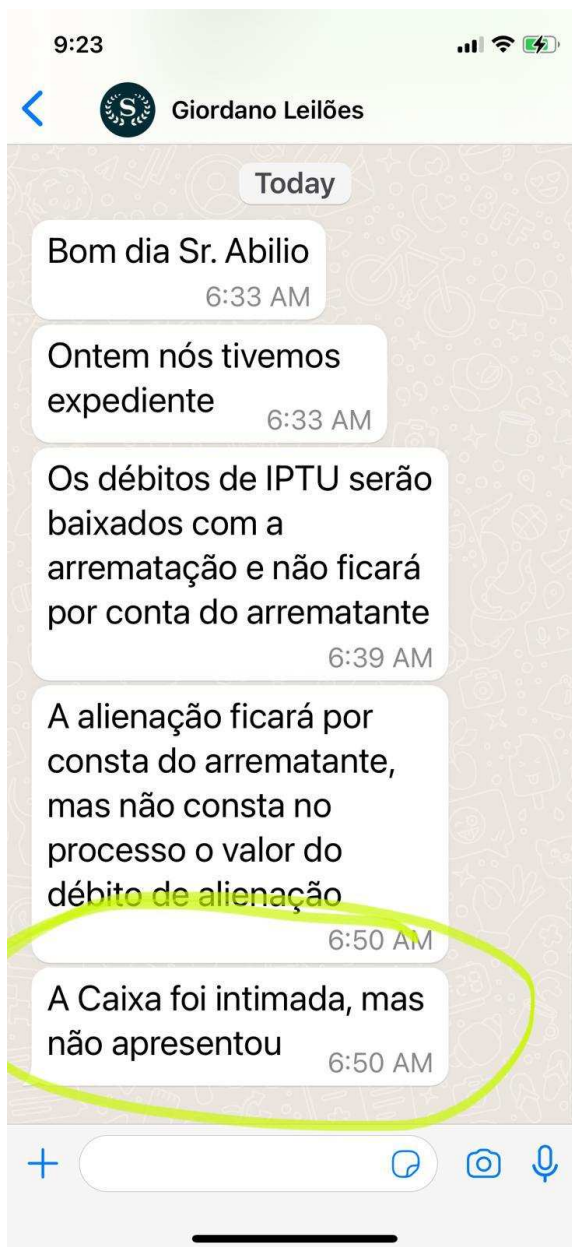 9:23
S
Giordano Leilões
Today
Bom dia Sr. Abilio
6:33 AM
Ontem nós tivemos
expediente
6:33 AM
Os débitos de IPTU serão
baixados com a
arrematação e não ficará
por conta do arrematante
6:39 AM
A alienação ficará por
consta do arrematante,
mas não consta no
processo o valor do
débito de alienação
6:50 AM
A Caixa foi intimada, mas
não apresentou
6:50 AM